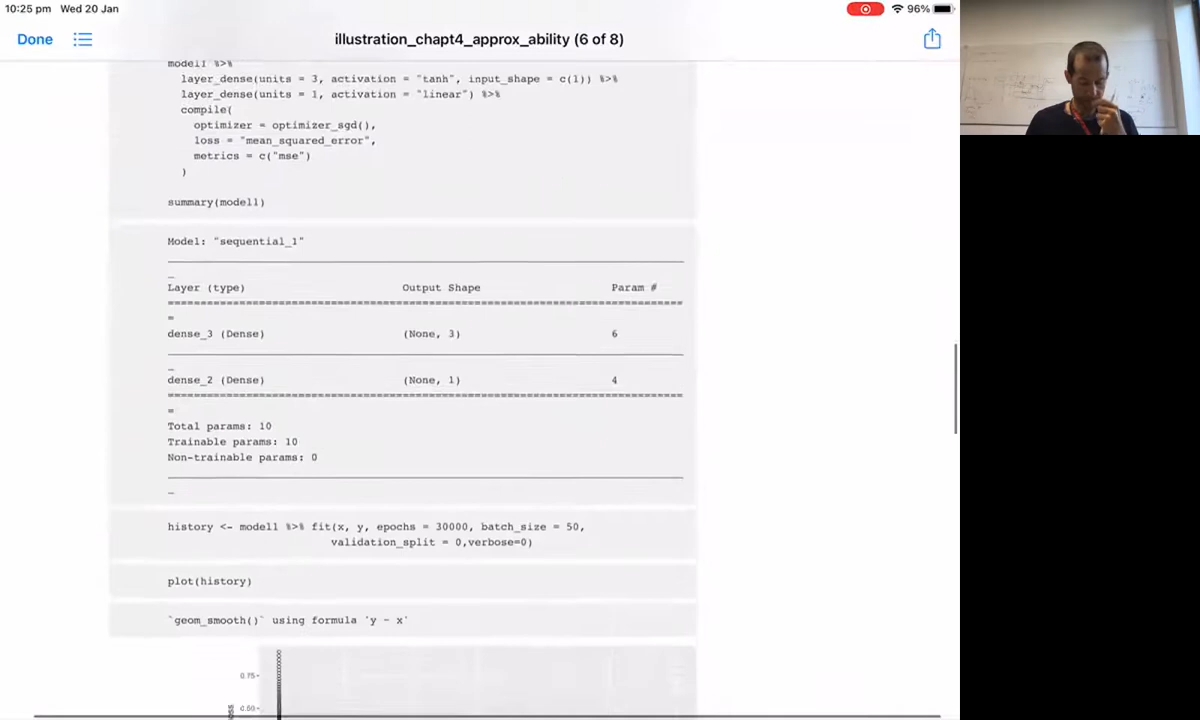 10:25 pm Wed 20 Jan
96%
Done
illustration_chapt4_approx_ability (6 of 8)
model1 %>%
layer_dense(units = 3, activation = "tanh", input_shape = c(1)) %>%
layer_dense(units = 1, activation = "linear") %>%
compile(
optimizer = optimizer_sgd(),
loss = "mean_squared_error",
metrics = c("mse")
)
summary(model1)
Model: "sequential_1"
Layer (type) Output Shape Param #
dense_3 (Dense) (None, 3) 6
dense_2 (Dense) (None, 1) 4
Total params: 10
Trainable params: 10
Non-trainable params: 0
history <- model1 %>% fit(x, y, epochs = 30000, batch_size = 50,
validation_split = 0,verbose=0)
plot(history)
`geom_smooth()` using formula 'y ~ x'
0.75
0.50